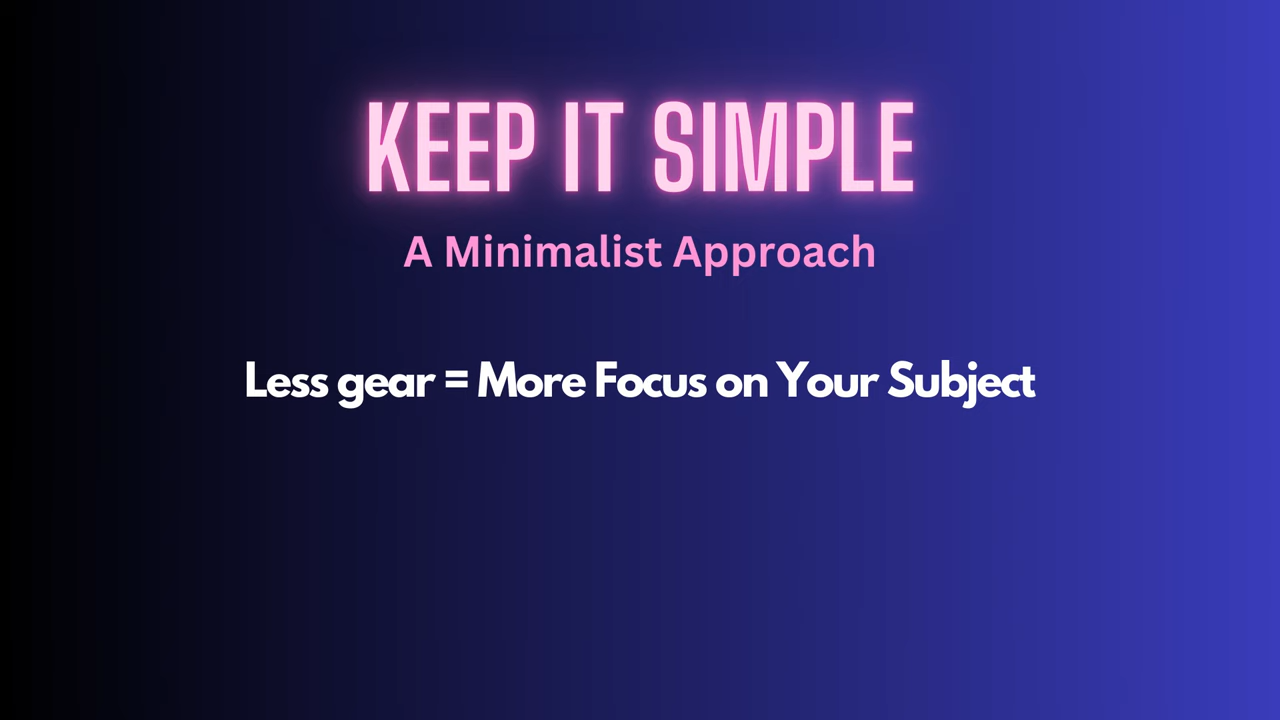 KEEP IT SIMPLE
A Minimalist Approach
Less gear = More Focus on Your Subject